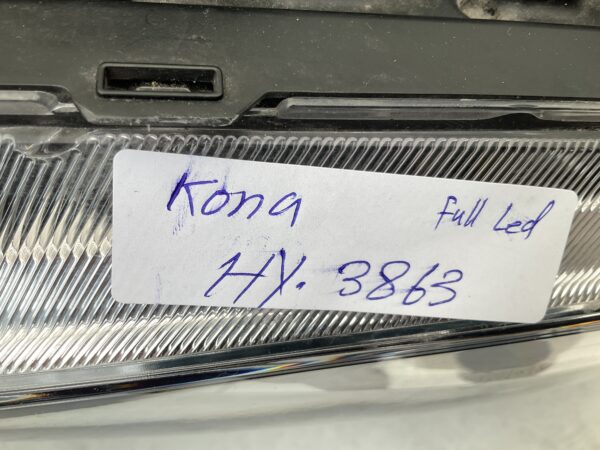 Kona
Full Led
HY. 3863